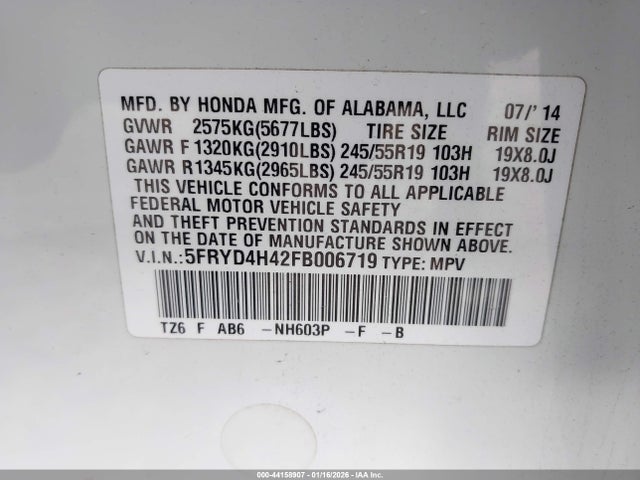 MFD. BY HONDA MFG. OF ALABAMA, LLC 07/' 14
GVWR 2575KG(5677LBS) TIRE SIZE RIM SIZE
GAWR F 1320KG(2910LBS) 245/55R19 103H 19X8.0J
GAWR R 1345KG(2965LBS) 245/55R19 103H 19X8.0J
THIS VEHICLE CONFORMS TO ALL APPLICABLE
FEDERAL MOTOR VEHICLE SAFETY
AND THEFT PREVENTION STANDARDS IN EFFECT
ON THE DATE OF MANUFACTURE SHOWN ABOVE.
V.I.N.:5FRYD4H42FB006719 TYPE: MPV
TZ6 F AB6 -NH603P -F -B
000-44158907 - 01/16/2026 - IAA Inc.